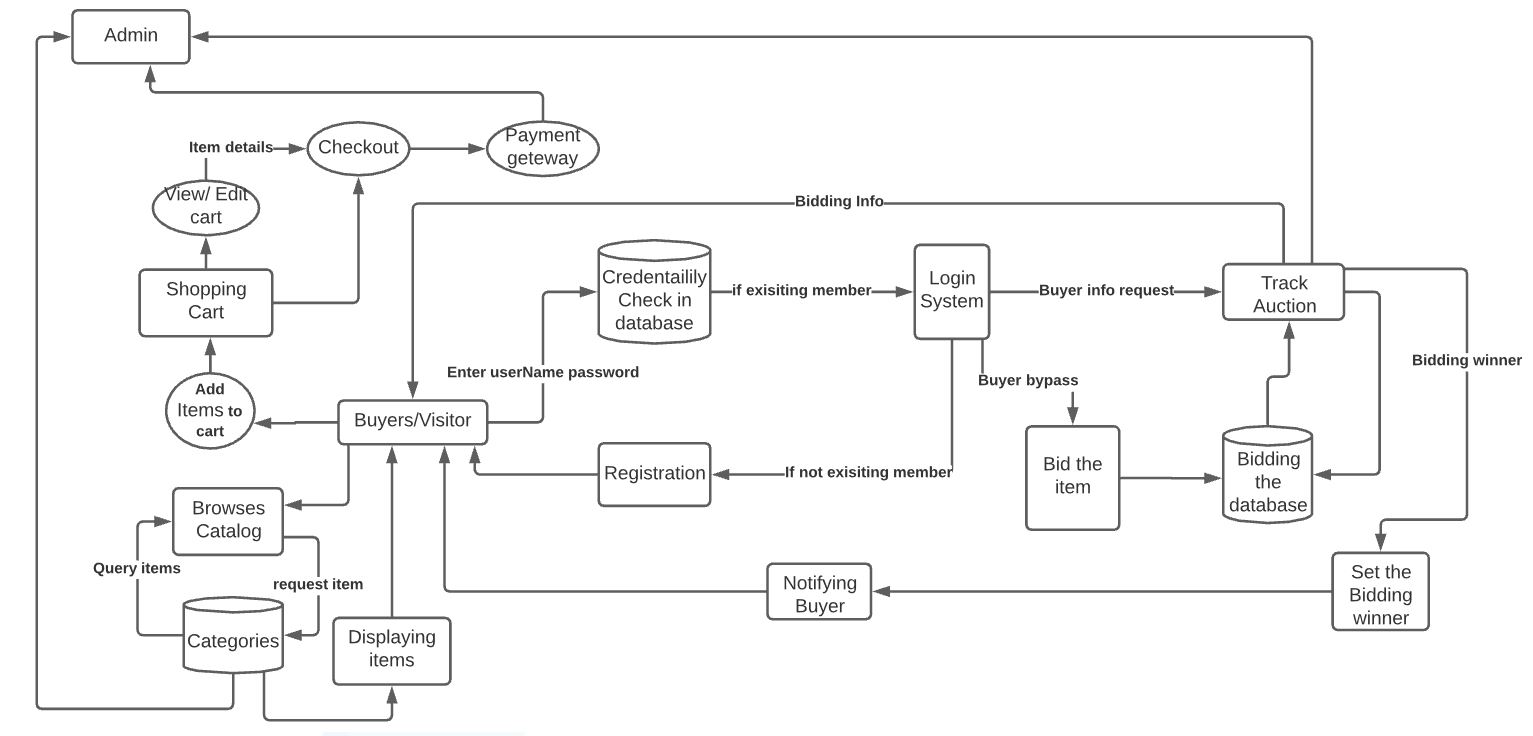 Admin
Item details
Checkout
Payment
geteway
View/ Edit
cart
Bidding Info
Shopping
Cart
Credentailily
Check in
database
if exisiting member
Login
System
Buyer info request
Track
Auction
Enter userName password
Buyer bypass
Bidding winner
Add
Items to
cart
Buyers/Visitor
Registration
If not exisiting member
Bid the
item
Bidding
the
database
Browses
Catalog
Query items
request item
Categories
Displaying
items
Notifying
Buyer
Set the
Bidding
winner